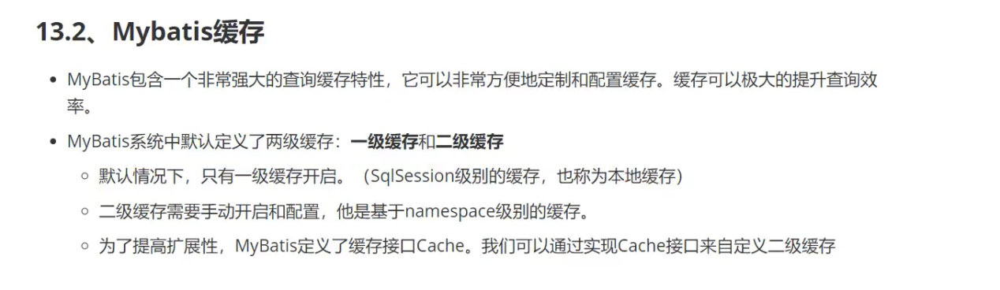 13.2、Mybatis缓存
MyBatis包含一个非常强大的查询缓存特性，它可以非常方便地定制和配置缓存。缓存可以极大的提升查询效
率。
MyBatis系统中默认定义了两级缓存：一级缓存和二级缓存
默认情况下，只有一级缓存开启。（SqlSession级别的缓存，也称为本地缓存）
二级缓存需要手动开启和配置，他是基于namespace级别的缓存。
为了提高扩展性，MyBatis定义了缓存接口Cache。我们可以通过实现Cache接口来自定义二级缓存